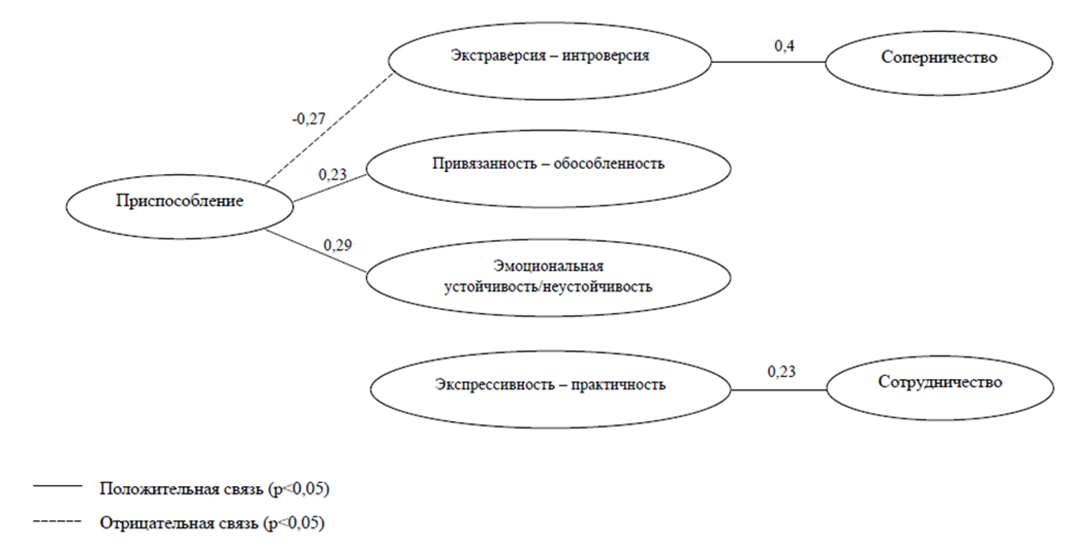 Экстраверсия – интроверсия
0,4
Соперничество
-0,27
Привязанность – обособленность
0,23
Приспособление
0,29
Эмоциональная
устойчивость/неустойчивость
Экспрессивность – практичность
0,23
Сотрудничество
Положительная связь (p<0,05)
Отрицательная связь (p<0,05)